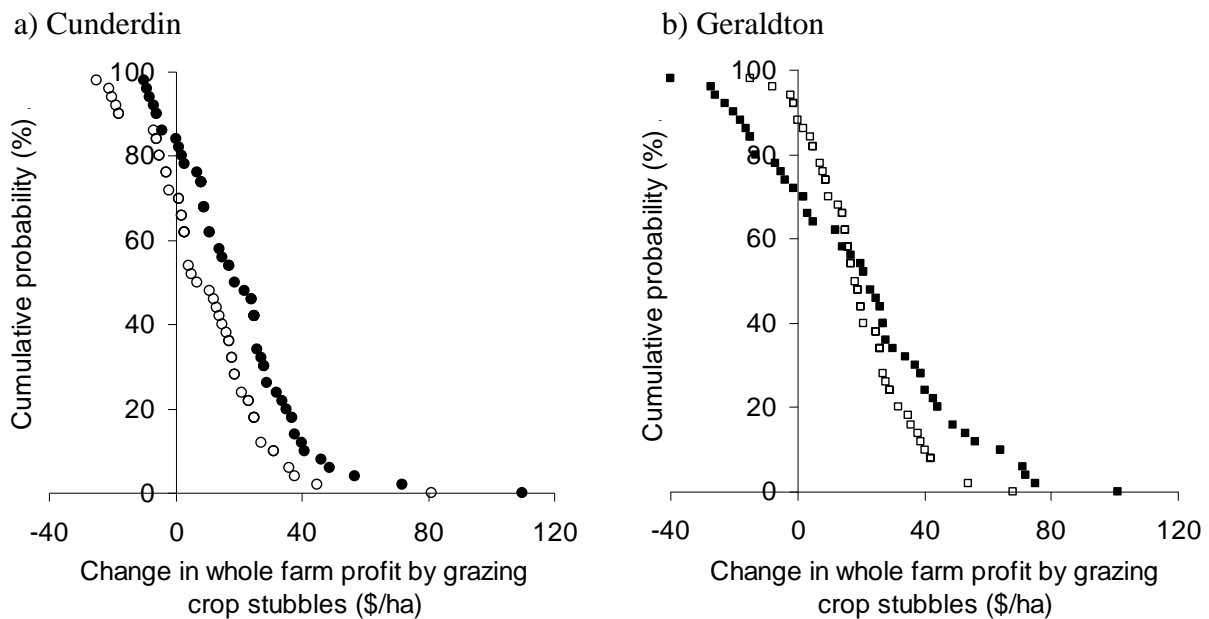 a) Cunderdin
b) Geraldton
100
80
60
40
20
0
-40
0
40
80
120
Cumulative probability (%)
Change in whole farm profit by grazing
crop stubbles ($/ha)
100
80
60
40
20
0
-40
0
40
80
120
Cumulative probability (%)
Change in whole farm profit by grazing
crop stubbles ($/ha)